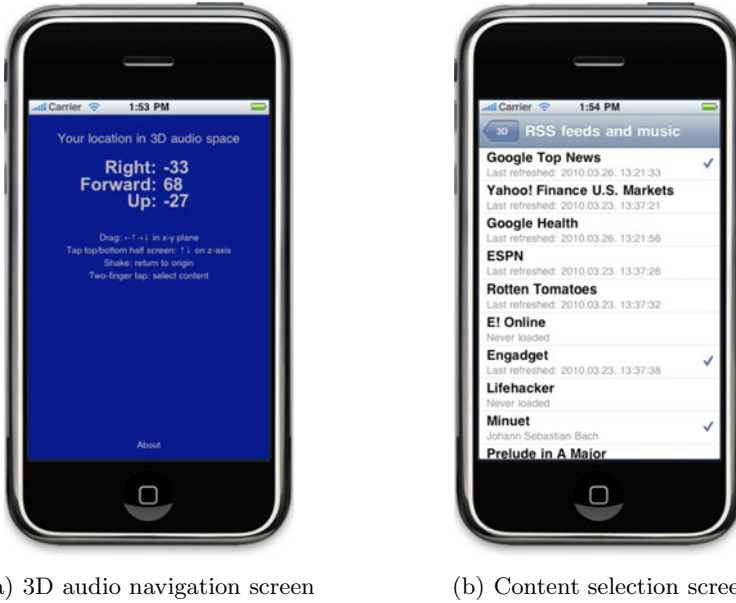 Carrier 1:53 PM
Your location in 3D audio space
Right: -33
Forward: 68
Up: -27
Drag: ←↑→↓ in x-y plane
Tap top/bottom half screen: ↑↓ on z-axis
Shake: return to origin
Two-finger tap: select content
About
a) 3D audio navigation screen
Carrier 1:54 PM
3D RSS feeds and music
Google Top News
Last refreshed: 2010.03.26. 13:21:33
Yahoo! Finance U.S. Markets
Last refreshed: 2010.03.23. 13:37:21
Google Health
Last refreshed: 2010.03.26. 13:21:56
ESPN
Last refreshed: 2010.03.23. 13:37:26
Rotten Tomatoes
Last refreshed: 2010.03.23. 13:37:32
E! Online
Never loaded
Engadget
Last refreshed: 2010.03.23. 13:37:38
Lifehacker
Never loaded
Minuet
Johann Sebastian Bach
Prelude in A Major
(b) Content selection scree